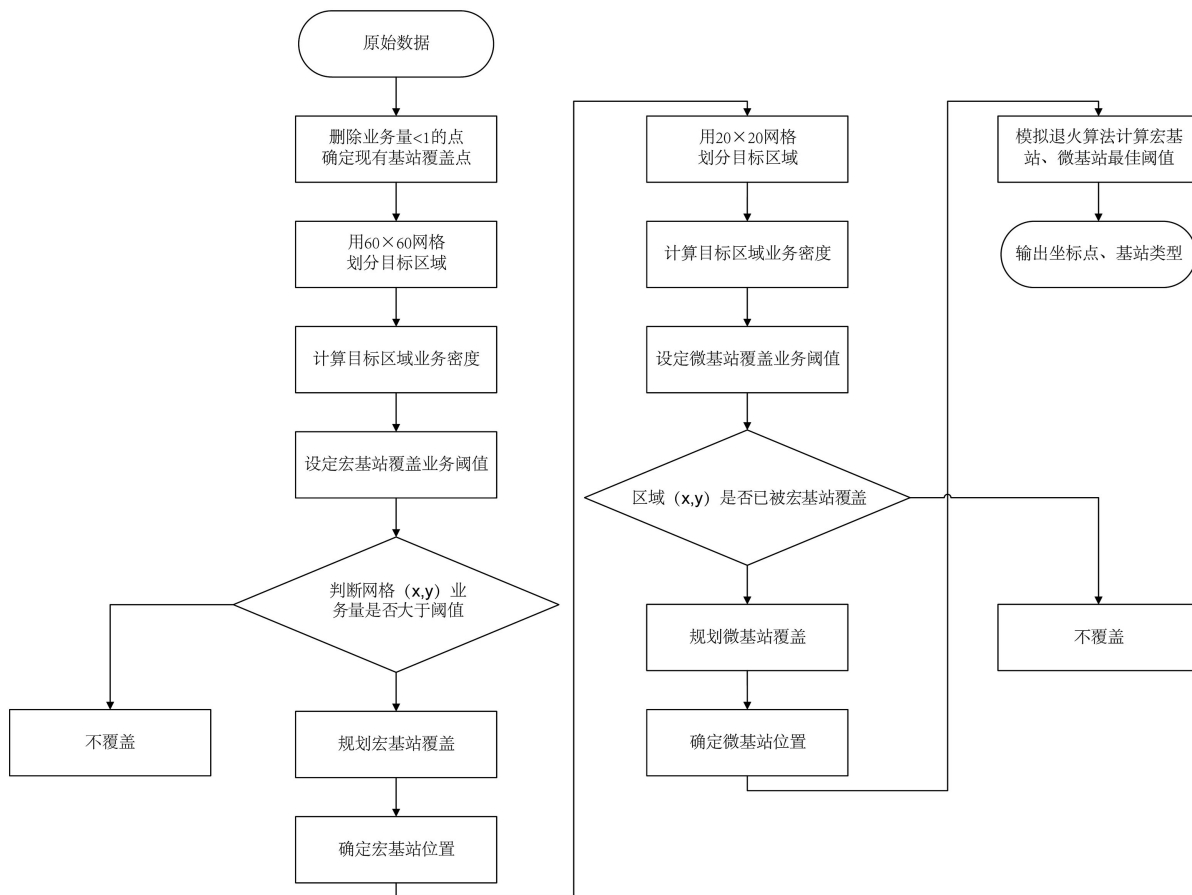 原始数据
删除业务量<1的点
确定现有基站覆盖点
用60×60网格
划分目标区域
计算目标区域业务密度
设定宏基站覆盖业务阈值
判断网格（x,y）业
务量是否大于阈值
不覆盖
规划宏基站覆盖
确定宏基站位置
用20×20网格
划分目标区域
计算目标区域业务密度
设定微基站覆盖业务阈值
区域（x,y）是否已被宏基站覆盖
规划微基站覆盖
不覆盖
确定微基站位置
模拟退火算法计算宏基
站、微基站最佳阈值
输出坐标点、基站类型